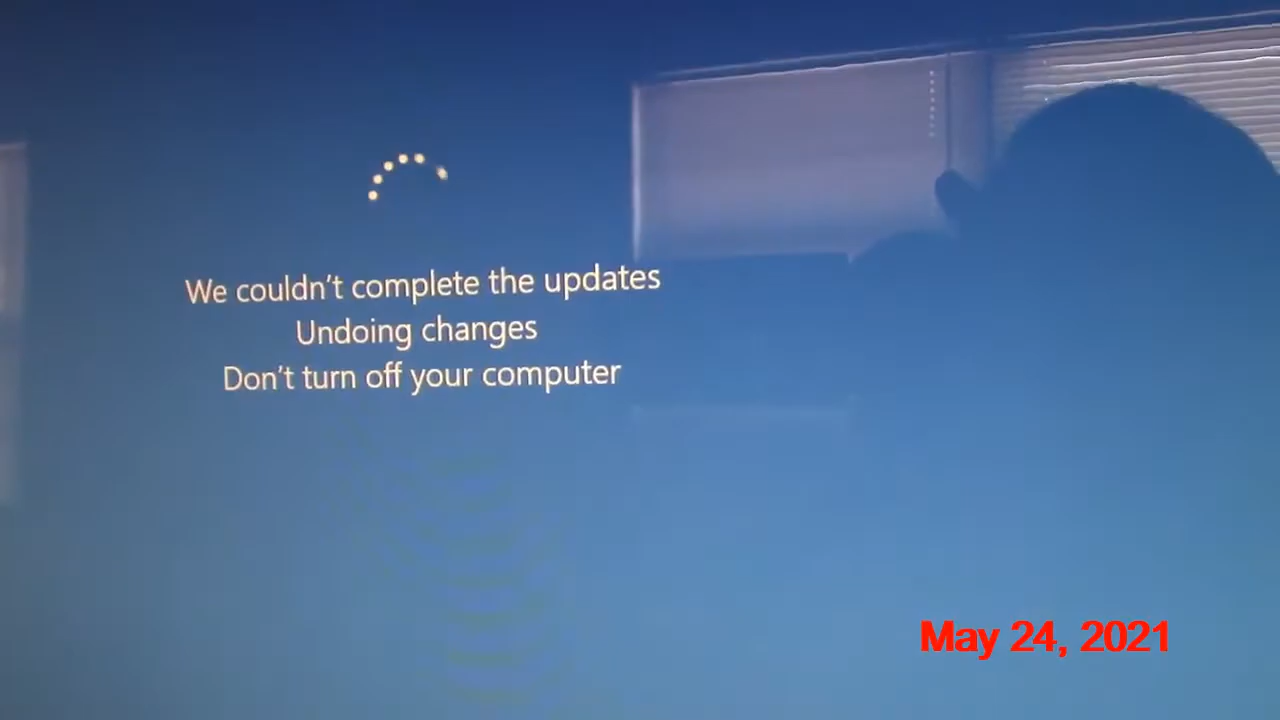 We couldn't complete the updates
Undoing changes
Don't turn off your computer
May 24, 2021